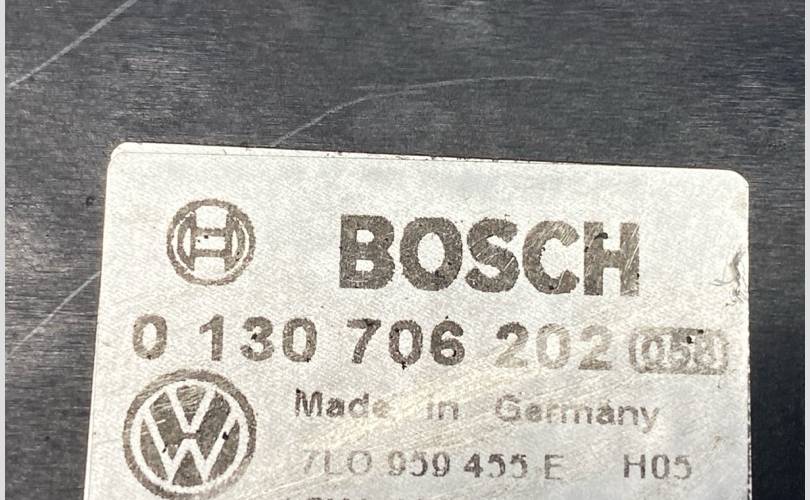 BOSCH
0 130 706 202 058
Made in Germany
7L0 959 455 E H05